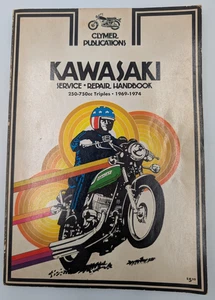 CLYMER
PUBLICATIONS
KAWASAKI
SERVICE • REPAIR HANDBOOK
250-750cc Triples • 1969-1974